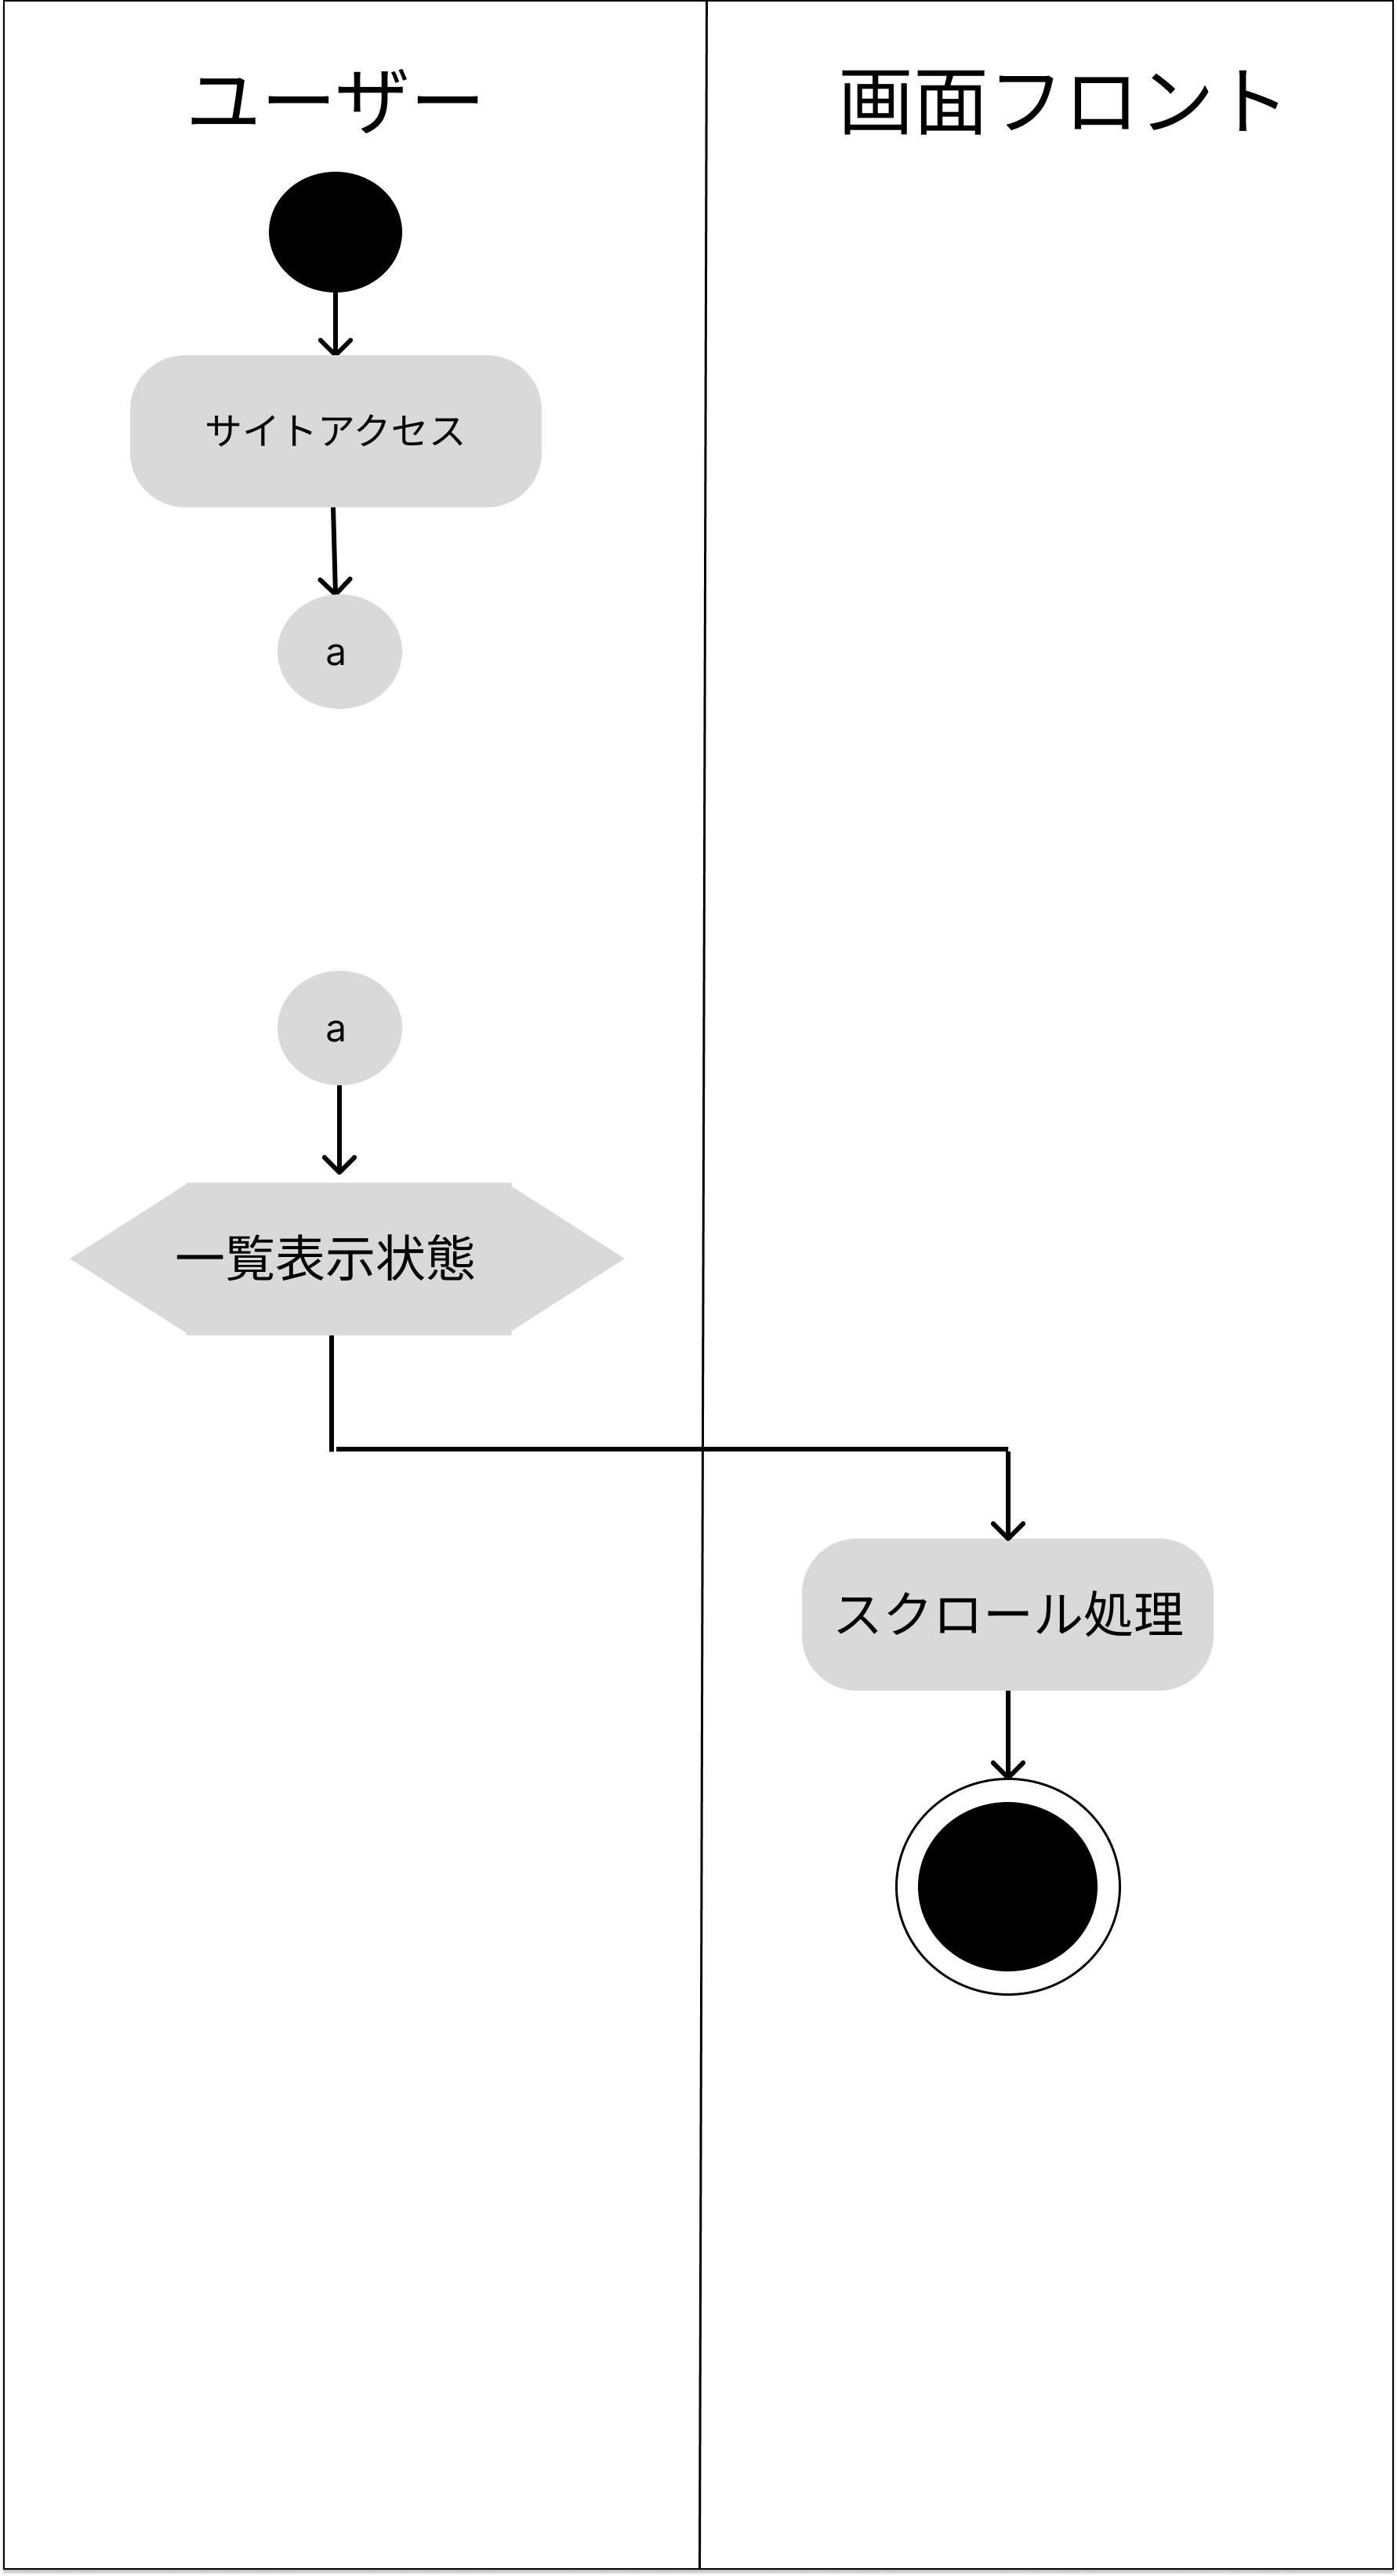 ユーザー
画面フロント
サイトアクセス
a
a
一覧表示状態
スクロール処理